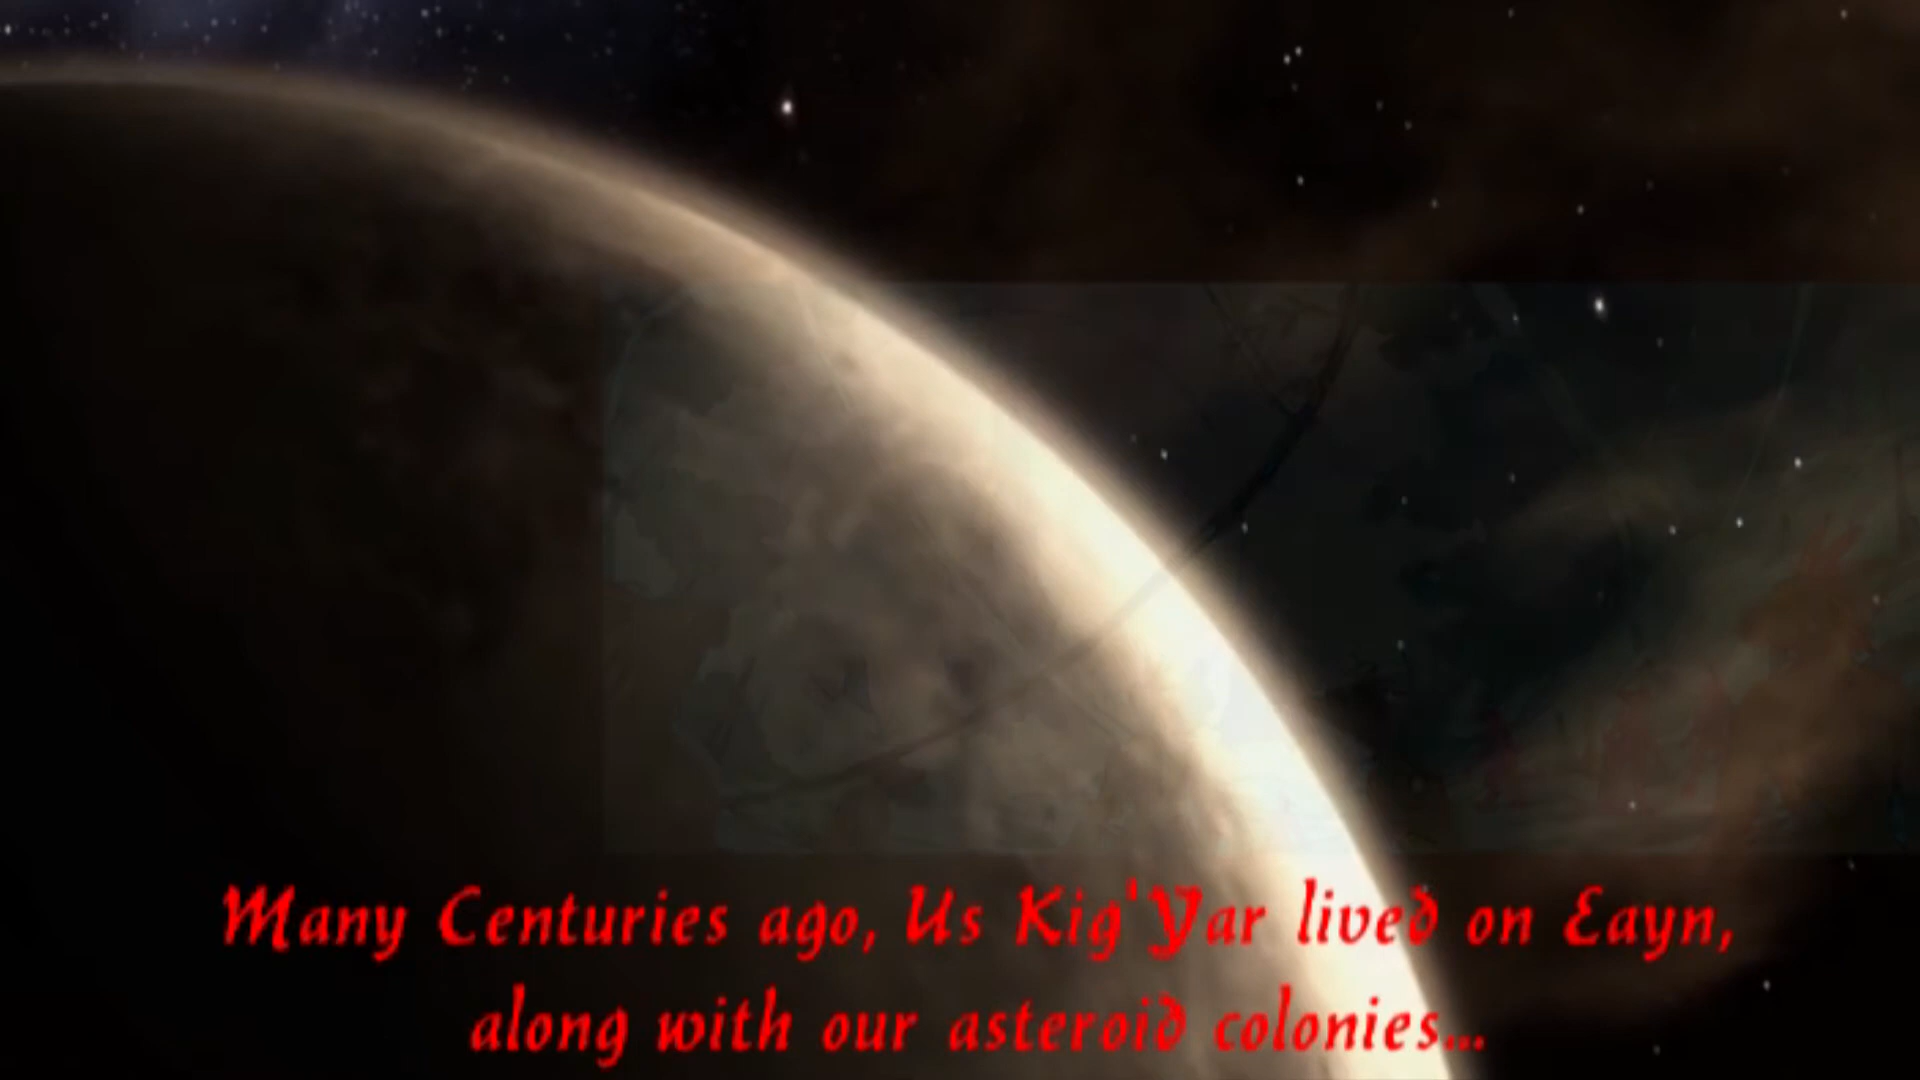 Many Centuries ago, Us Kig'Yar lived on Eayn,
along with our asteroid colonies...